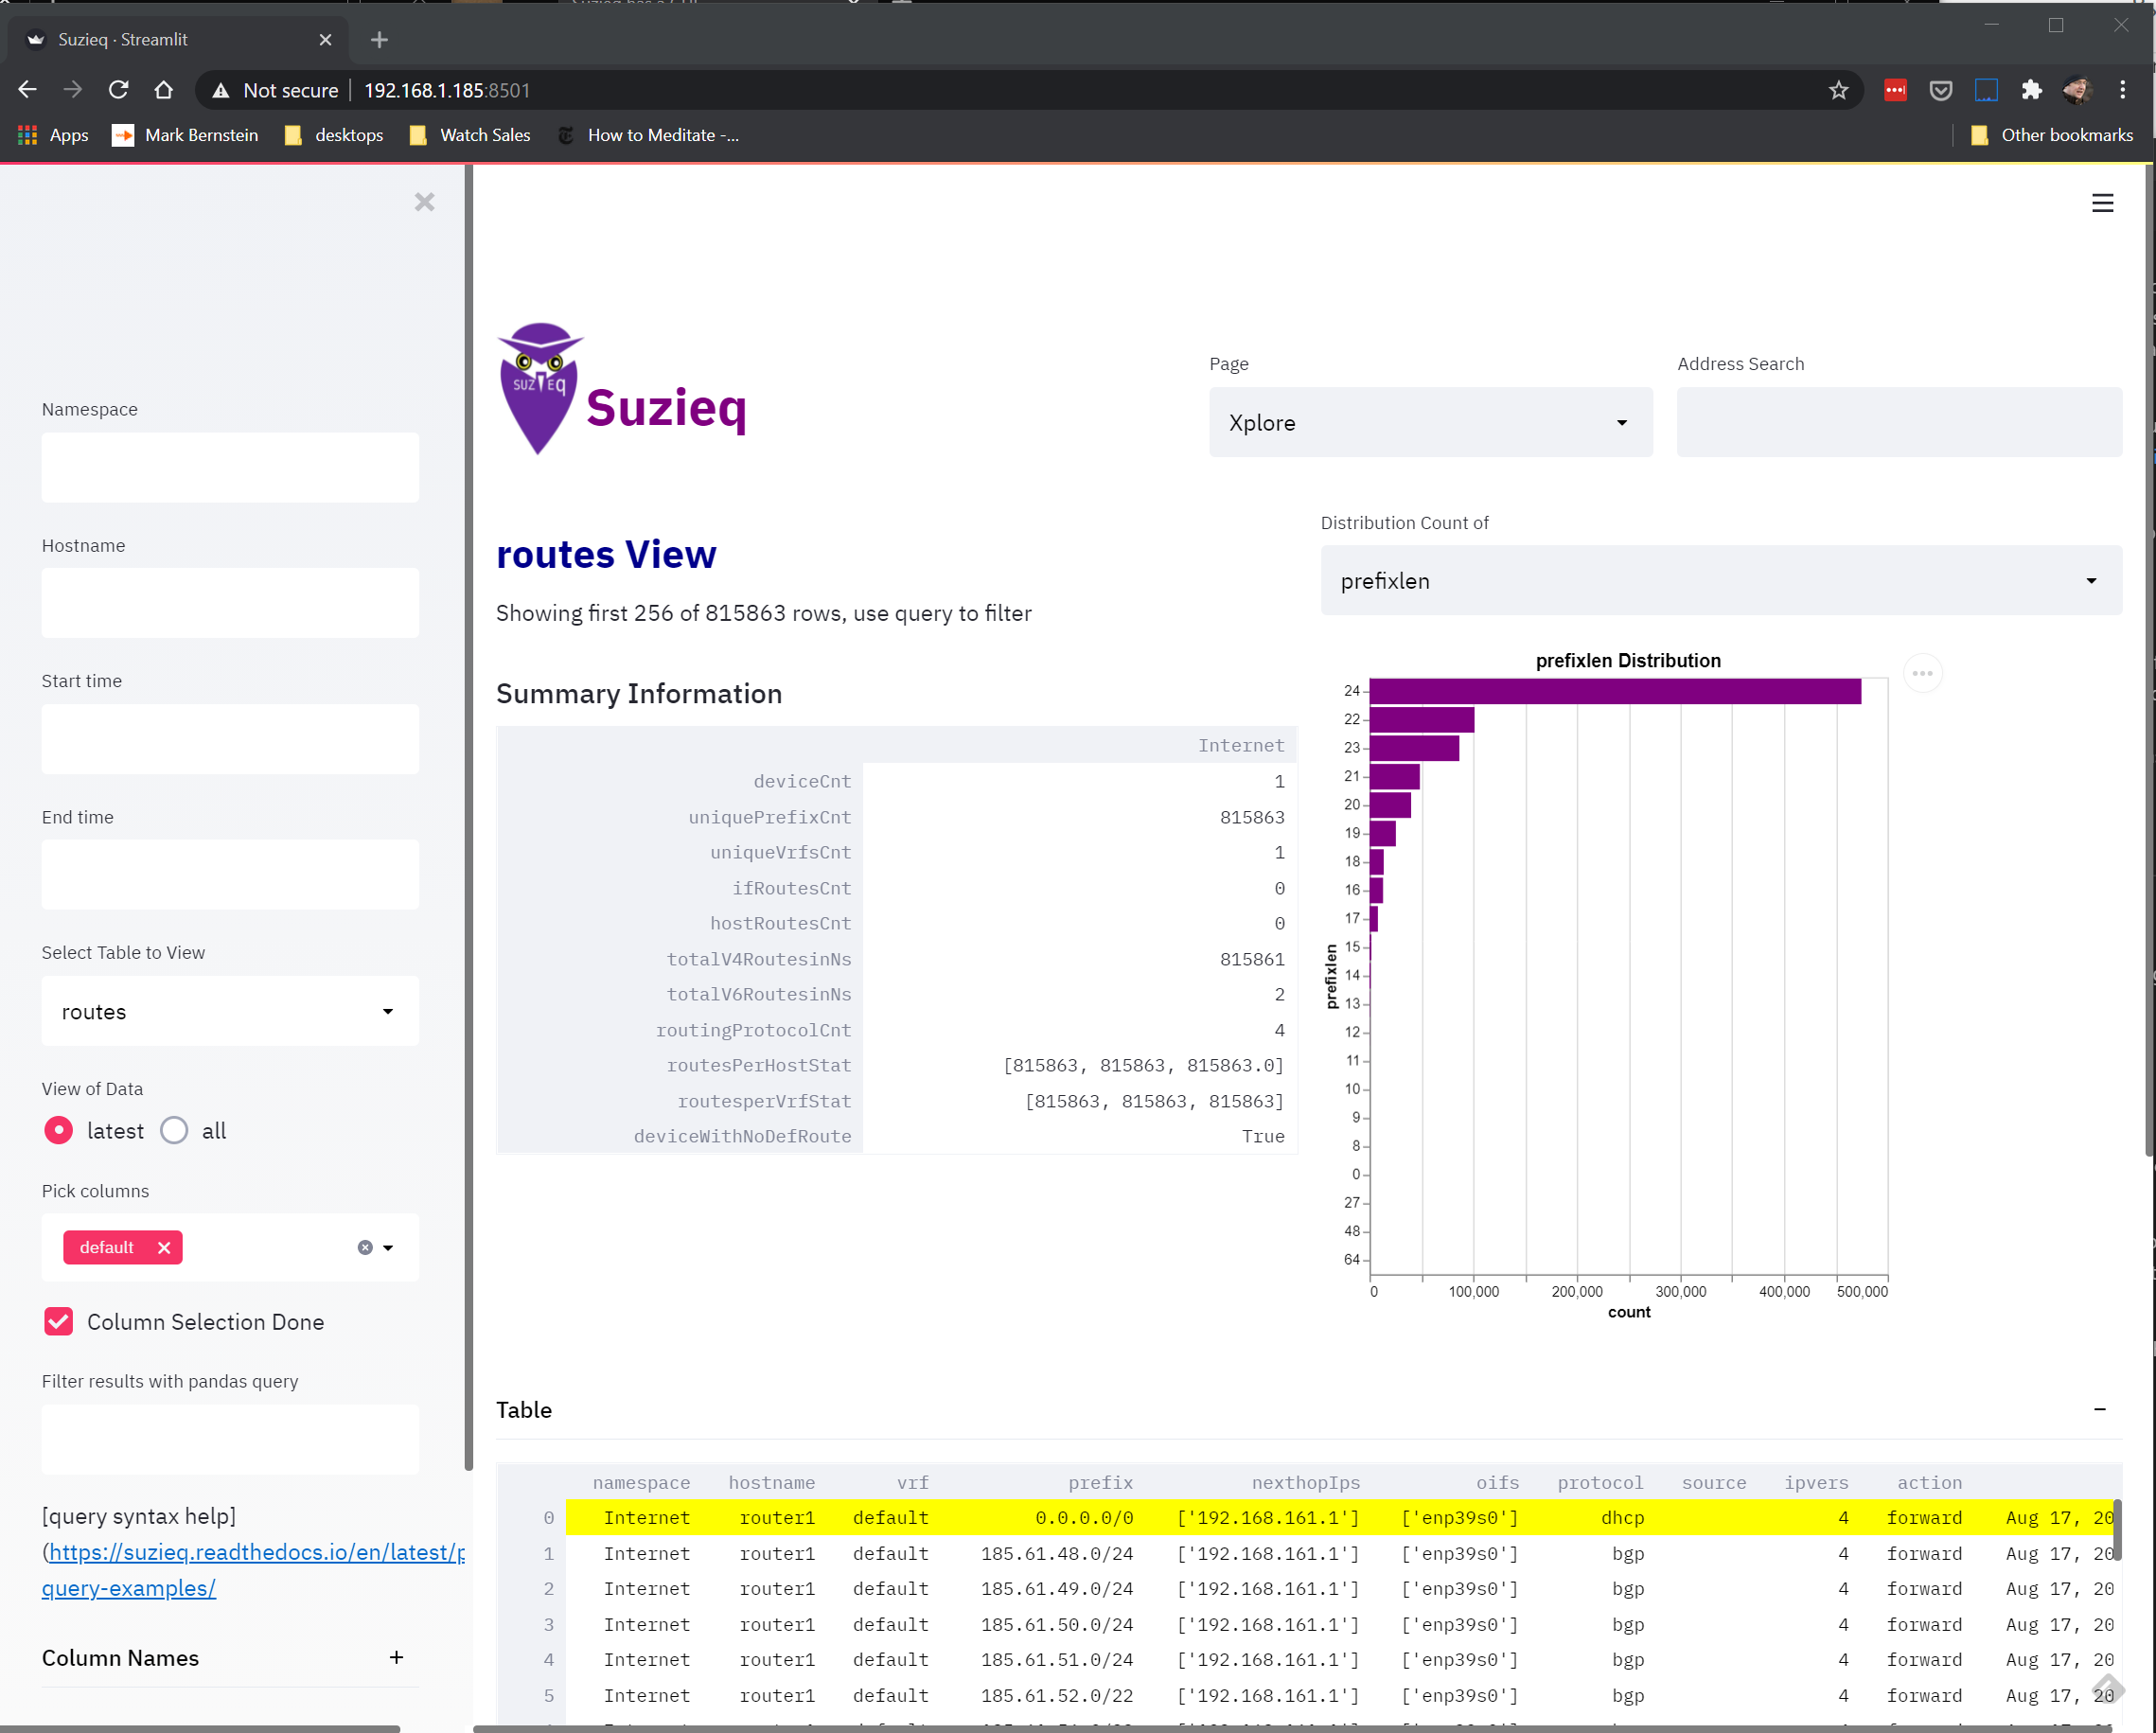 Suzieq · Streamlit
Not secure
192.168.1.185:8501
Apps
Mark Bernstein
desktops
Watch Sales
How to Meditate -...
Other bookmarks
Namespace
Hostname
Start time
End time
Select Table to View
routes
View of Data
latest
all
Pick columns
default
Column Selection Done
Filter results with pandas query
[query syntax help]
(https://suzieq.readthedocs.io/en/latest/p
query-examples/
Column Names
SUZIEQ
Suzieq
Page
Xplore
Address Search
routes View
Showing first 256 of 815863 rows, use query to filter
Distribution Count of
prefixlen
Summary Information
Internet
deviceCnt 1
uniquePrefixCnt 815863
uniqueVrfsCnt 1
ifRoutesCnt 0
hostRoutesCnt 0
totalV4RoutesinNs 815861
totalV6RoutesinNs 2
routingProtocolCnt 4
routesPerHostStat [815863, 815863, 815863.0]
routesperVrfStat [815863, 815863, 815863]
deviceWithNoDefRoute True
prefixlen Distribution
24
22
23
21
20
19
18
16
17
15
14
13
12
11
10
9
8
0
27
48
64
prefixlen
0 100,000 200,000 300,000 400,000 500,000
count
Table
namespace hostname vrf prefix nexthopIps oifs protocol source ipvers action
0 Internet router1 default 0.0.0.0/0 ['192.168.161.1'] ['enp39s0'] dhcp 4 forward Aug 17, 20
1 Internet router1 default 185.61.48.0/24 ['192.168.161.1'] ['enp39s0'] bgp 4 forward Aug 17, 20
2 Internet router1 default 185.61.49.0/24 ['192.168.161.1'] ['enp39s0'] bgp 4 forward Aug 17, 20
3 Internet router1 default 185.61.50.0/24 ['192.168.161.1'] ['enp39s0'] bgp 4 forward Aug 17, 20
4 Internet router1 default 185.61.51.0/24 ['192.168.161.1'] ['enp39s0'] bgp 4 forward Aug 17, 20
5 Internet router1 default 185.61.52.0/22 ['192.168.161.1'] ['enp39s0'] bgp 4 forward Aug 17, 20